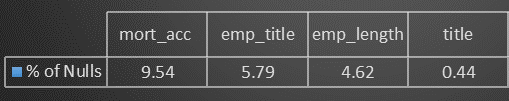 mort_acc emp_title emp_length title
% of Nulls 9.54 5.79 4.62 0.44